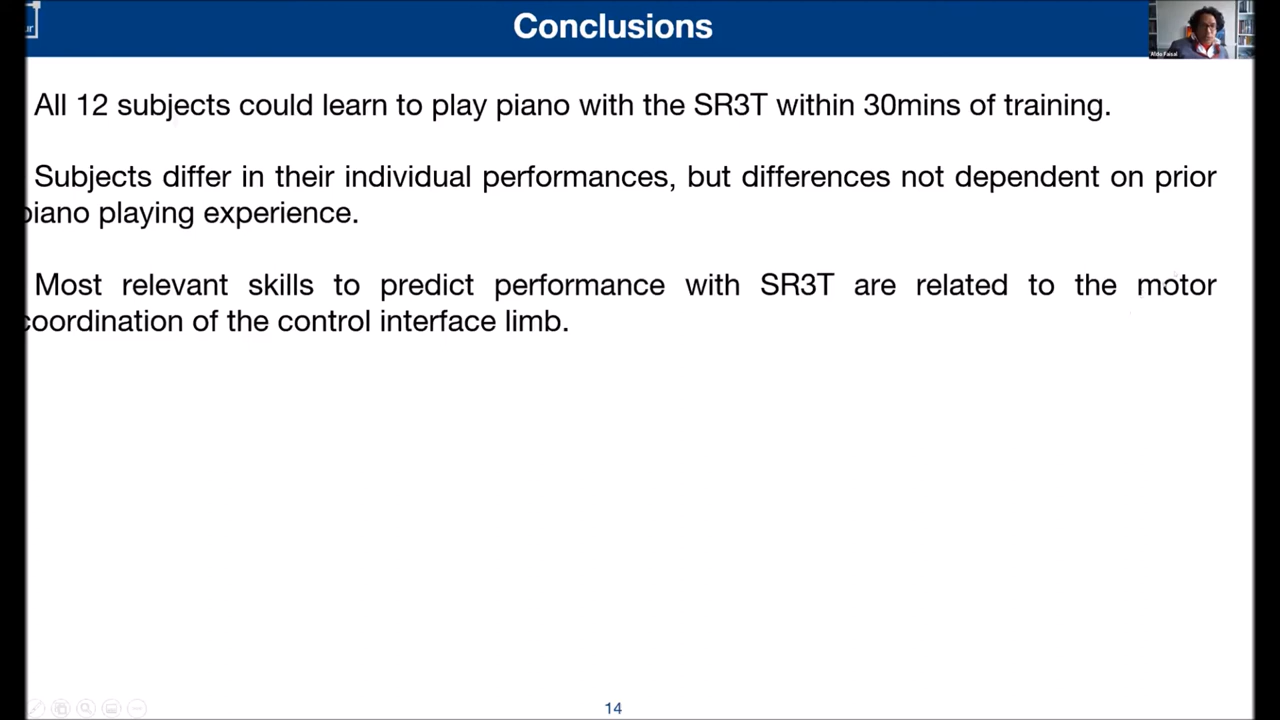 Conclusions
Aldo Faisal
All 12 subjects could learn to play piano with the SR3T within 30mins of training.
Subjects differ in their individual performances, but differences not dependent on prior
piano playing experience.
Most relevant skills to predict performance with SR3T are related to the motor
coordination of the control interface limb.
14